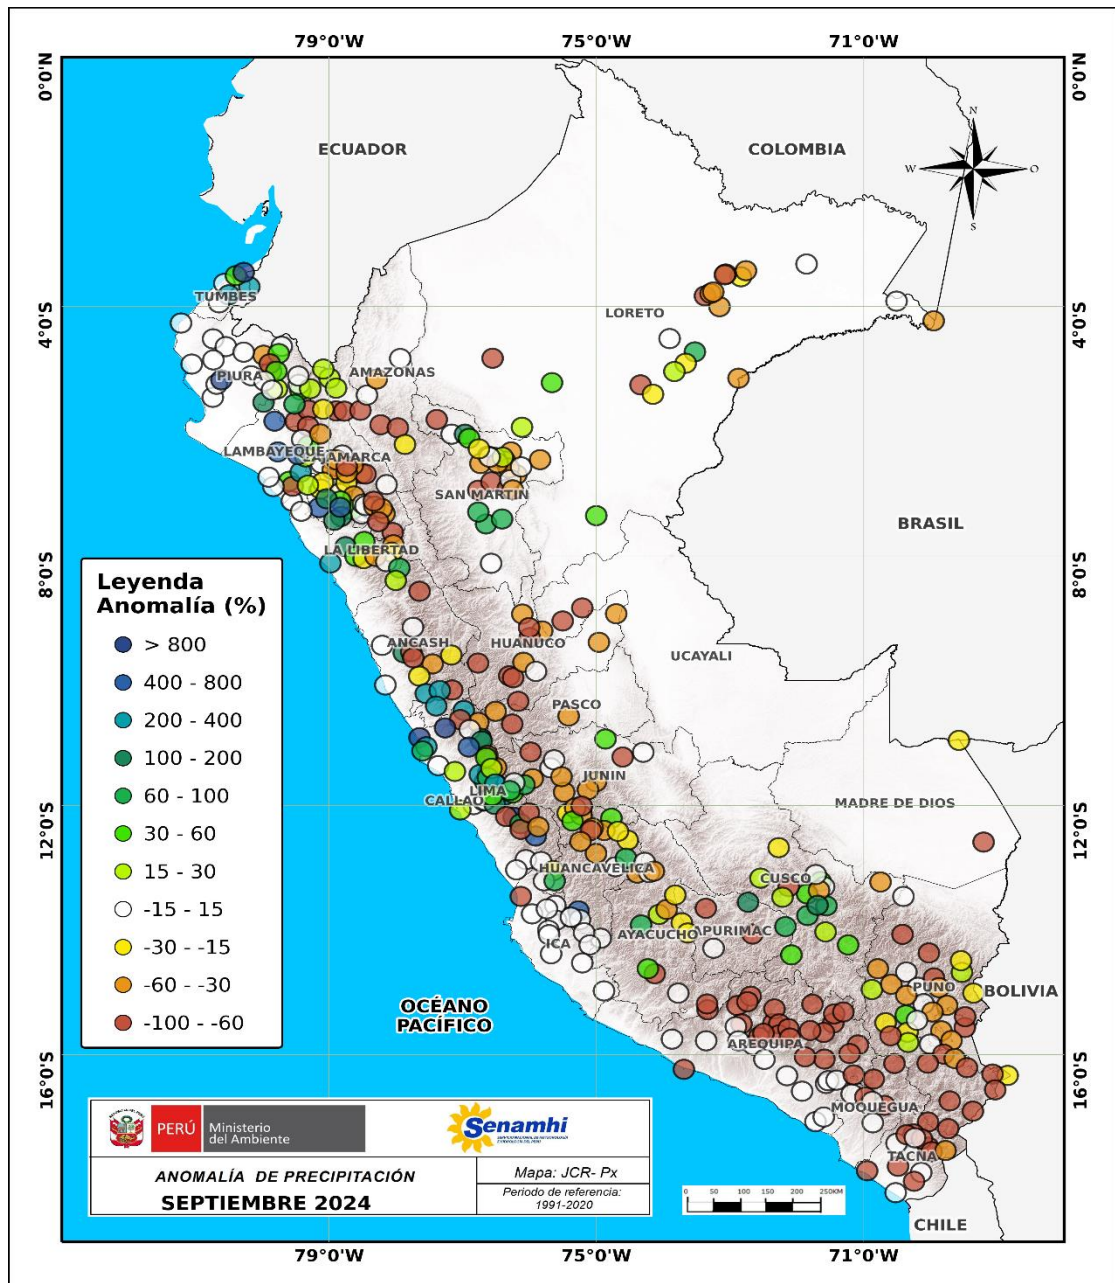 79°0'W 75°0'W 71°0'W
0°0'N 0°0'N
ECUADOR
COLOMBIA
N
W O
S
TUMBES
4°0'S LORETO 4°0'S
PIURA AMAZONAS
LAMBAYEQUE CAJAMARCA
SAN MARTIN
BRASIL
LA LIBERTAD
8°0'S 8°0'S
Leyenda
Anomalía (%)
> 800
400 - 800
200 - 400
100 - 200
60 - 100
30 - 60
15 - 30
-15 - 15
-30 - -15
-60 - -30
-100 - -60
ANCASH HUANUCO
UCAYALI
PASCO
JUNIN
LIMA
CALLAO
MADRE DE DIOS
12°0'S 12°0'S
HUANCAVELICA
CUSCO
AYACUCHO APURIMAC
ICA
PUNO
BOLIVIA
OCÉANO
PACÍFICO
AREQUIPA
16°0'S 16°0'S
MOQUEGUA
TACNA
CHILE
PERÚ
Ministerio
del Ambiente
Senamhi
ANOMALÍA DE PRECIPITACIÓN
SEPTIEMBRE 2024
Mapa: JCR- Px
Periodo de referencia:
1991-2020
0 50 100 150 200 250KM
79°0'W 75°0'W 71°0'W